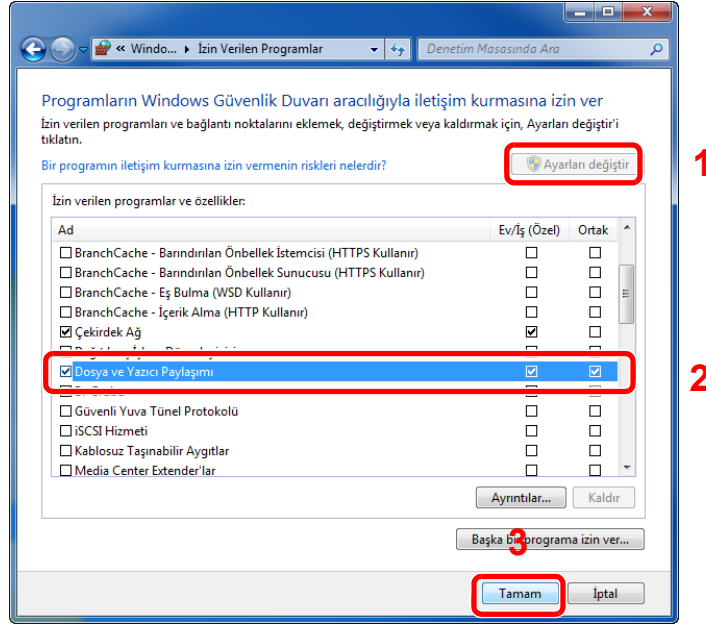 « Windo... ▸ İzin Verilen Programlar
Denetim Masasında Ara
Programların Windows Güvenlik Duvarı aracılığıyla iletişim kurmasına izin ver
İzin verilen programları ve bağlantı noktalarını eklemek, değiştirmek veya kaldırmak için, Ayarları değiştir'i
tıklatın.
Bir programın iletişim kurmasına izin vermenin riskleri nelerdir?
Ayarları değiştir
1
İzin verilen programlar ve özellikler:
Ad Ev/İş (Özel) Ortak
BranchCache - Barındırılan Önbellek İstemcisi (HTTPS Kullanır)
BranchCache - Barındırılan Önbellek Sunucusu (HTTPS Kullanır)
BranchCache - Eş Bulma (WSD Kullanır)
BranchCache - İçerik Alma (HTTP Kullanır)
Çekirdek Ağ
Dosya ve Yazıcı Paylaşımı
2
Güvenli Yuva Tünel Protokolü
iSCSI Hizmeti
Kablosuz Taşınabilir Aygıtlar
Media Center Extender'lar
Ayrıntılar... Kaldır
Başka bir programa izin ver...
3
Tamam İptal